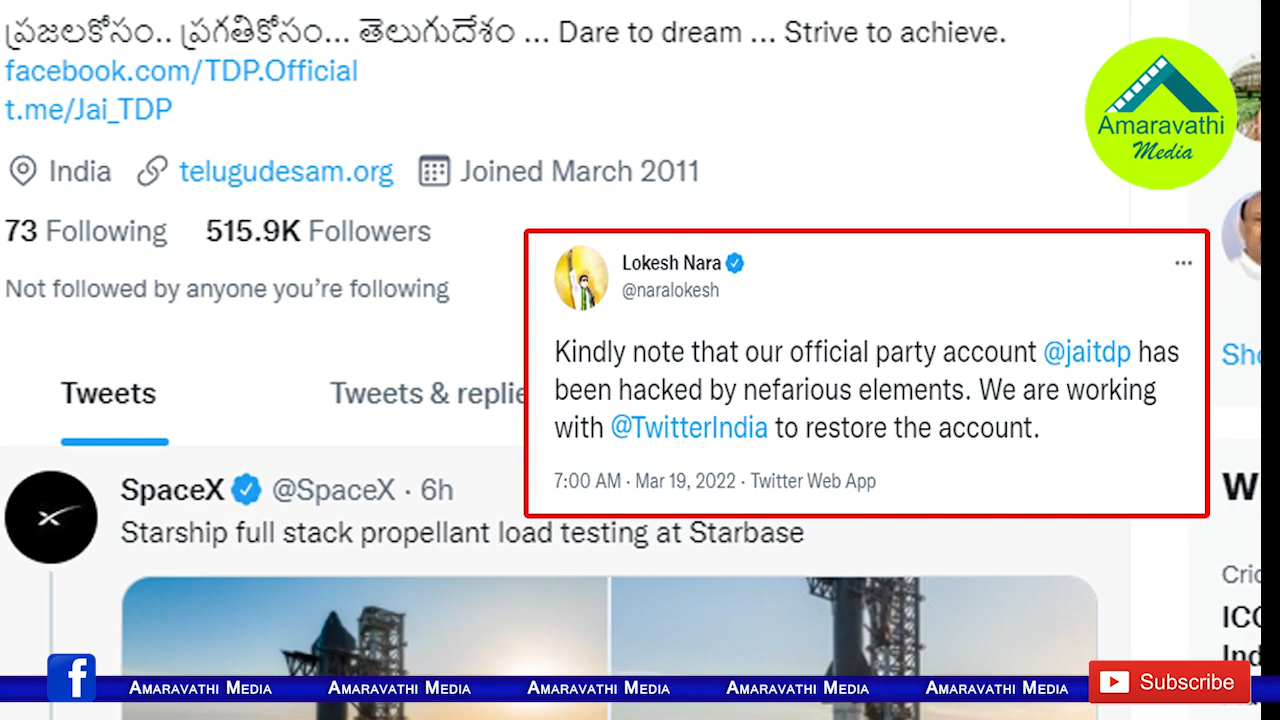 ప్రజలకోసం.. ప్రగతికోసం... తెలుగుదేశం ... Dare to dream ... Strive to achieve.
facebook.com/TDP.Official
t.me/Jai_TDP
Amaravathi
Media
India telugudesam.org Joined March 2011
73 Following 515.9K Followers
Not followed by anyone you're following
Tweets Tweets & replie
Lokesh Nara
@naralokesh
Kindly note that our official party account @jaitdp has
been hacked by nefarious elements. We are working
with @TwitterIndia to restore the account.
7:00 AM · Mar 19, 2022 · Twitter Web App
SpaceX @SpaceX · 6h
Starship full stack propellant load testing at Starbase
ICC
Ind
f Amaravathi Media Amaravathi Media Amaravathi Media Amaravathi Media Amaravathi Media
Subscribe